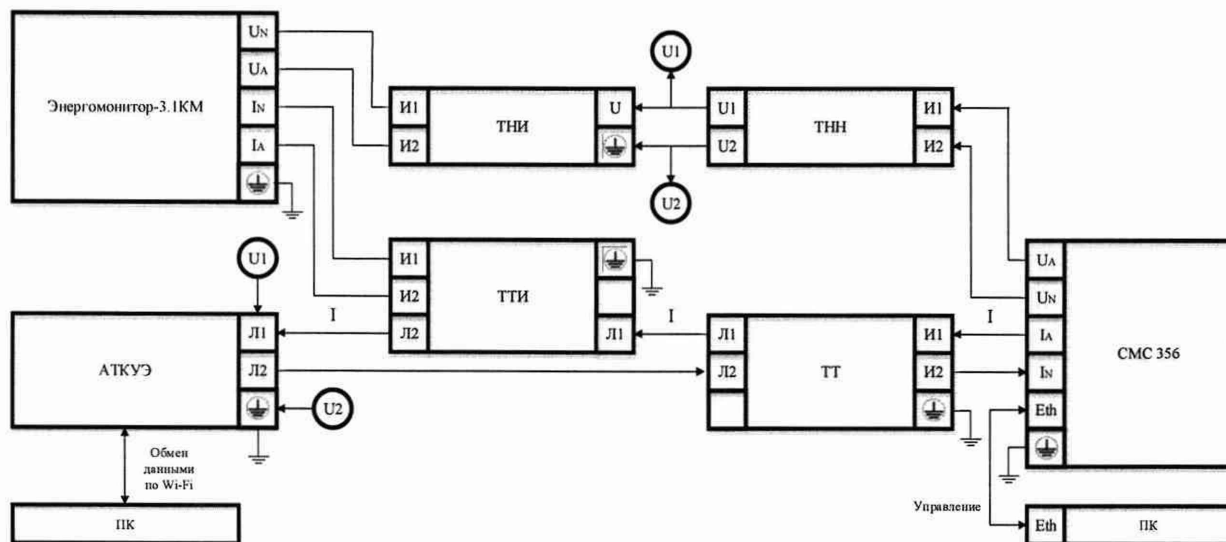 Энергомонитор-3.1КМ
UN
UA
IN
IA
И1
И2
ТНИ
U
U1
U2
U1
U2
ТНН
И1
И2
U1
И1
И2
Л2
ТТИ
Л1
I
I
АТКУЭ
Л1
Л2
U2
Л1
Л2
ТТ
И1
И2
I
UA
UN
IA
IN
Eth
СМС 356
Обмен
данными
по Wi-Fi
ПК
Управление
Eth
ПК